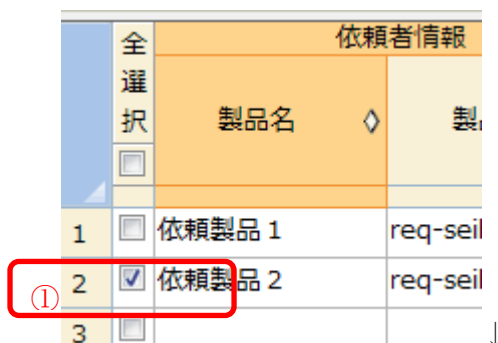 全選択 依頼者情報
製品名 製
1 依頼製品 1 req-sei
① 2 依頼製品 2 req-sei
3